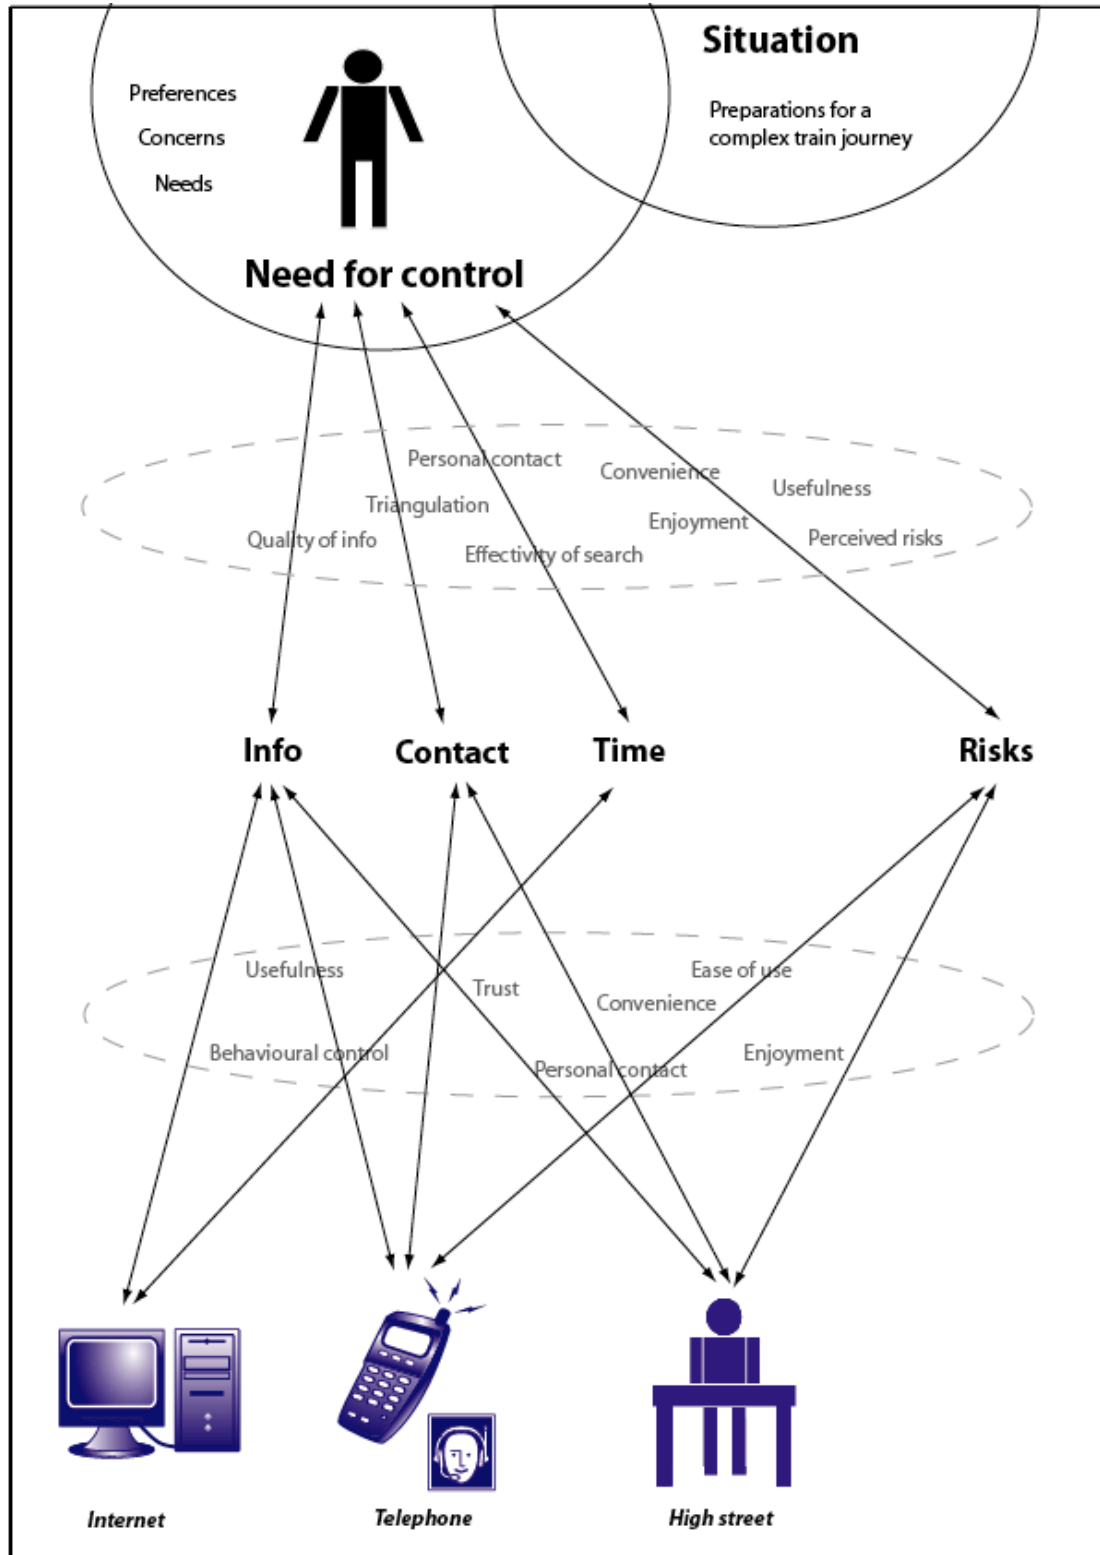 Situation
Preferences
Concerns
Needs
Preparations for a
complex train journey
Need for control
Personal contact
Convenience
Usefulness
Triangulation
Enjoyment
Quality of info
Effectivity of search
Perceived risks
Info
Contact
Time
Risks
Usefulness
Trust
Ease of use
Convenience
Behavioural control
Personal contact
Enjoyment
Internet
Telephone
High street